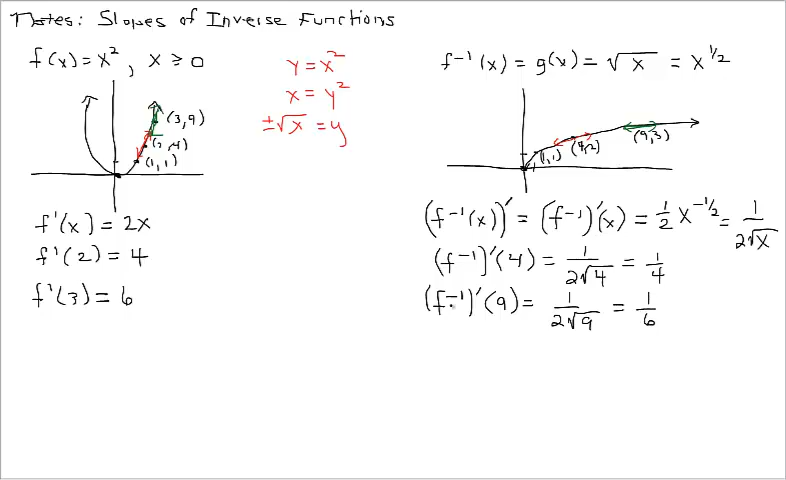 Notes: Slopes of Inverse Functions
f(x) = x², x ≥ 0
y = x²
x = y²
±√x = y
(3,9)
(2,4)
(1,1)
f'(x) = 2x
f'(2) = 4
f'(3) = 6
f⁻¹(x) = g(x) = √x = x^1/2
(1,1) (4,2) (9,3)
(f⁻¹(x))' = (f⁻¹)'(x) = 1/2 x^-1/2 = 1/(2√x)
(f⁻¹)'(4) = 1/(2√4) = 1/4
(f⁻¹)'(9) = 1/(2√9) = 1/6